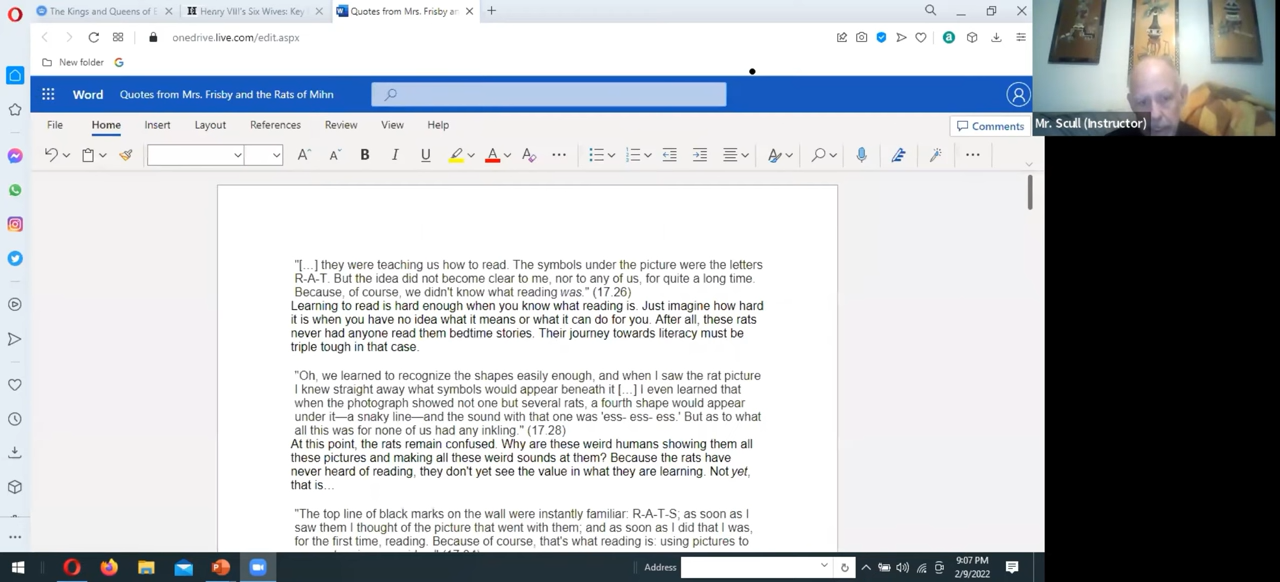 The Kings and Queens of E
Henry VIII's Six Wives: Key
Quotes from Mrs. Frisby an
onedrive.live.com/edit.aspx
New folder
Word
Quotes from Mrs. Frisby and the Rats of Mihn
File Home Insert Layout References Review View Help
Comments
Mr. Scull (Instructor)
"[…] they were teaching us how to read. The symbols under the picture were the letters
R-A-T. But the idea did not become clear to me, nor to any of us, for quite a long time.
Because, of course, we didn't know what reading was." (17.26)
Learning to read is hard enough when you know what reading is. Just imagine how hard
it is when you have no idea what it means or what it can do for you. After all, these rats
never had anyone read them bedtime stories. Their journey towards literacy must be
triple tough in that case.
"Oh, we learned to recognize the shapes easily enough, and when I saw the rat picture
I knew straight away what symbols would appear beneath it […] I even learned that
when the photograph showed not one but several rats, a fourth shape would appear
under it—a snaky line—and the sound with that one was 'ess- ess- ess.' But as to what
all this was for none of us had any inkling." (17.28)
At this point, the rats remain confused. Why are these weird humans showing them all
these pictures and making all these weird sounds at them? Because the rats have
never heard of reading, they don't yet see the value in what they are learning. Not yet,
that is…
"The top line of black marks on the wall were instantly familiar: R-A-T-S; as soon as I
saw them I thought of the picture that went with them; and as soon as I did that I was,
for the first time, reading. Because of course, that's what reading is: using pictures to
Address
9:07 PM
2/9/2022